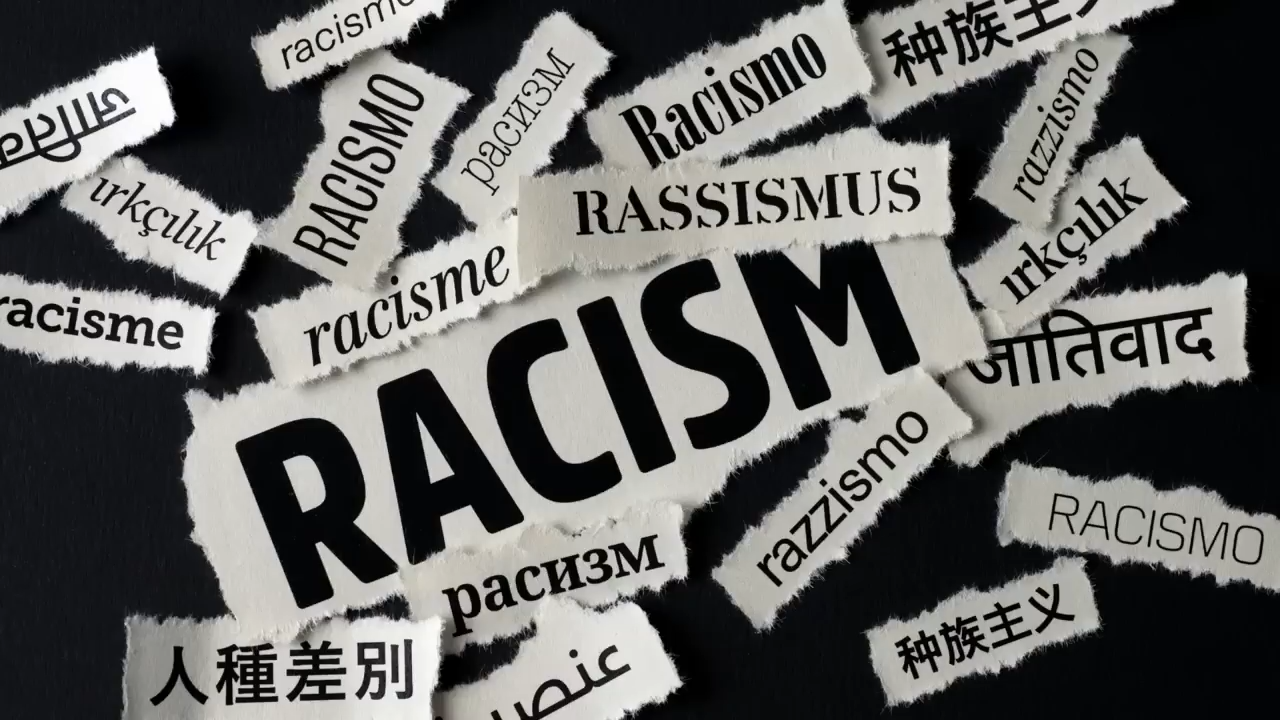 racismo
种族主义
Racismo
RACISMO
расизм
razzismo
ırkçılık
RASSISMUS
ırkçılık
racisme
racisme
RACISM
जातिवाद
razzismo
RACISMO
расизм
种族主义
人種差別